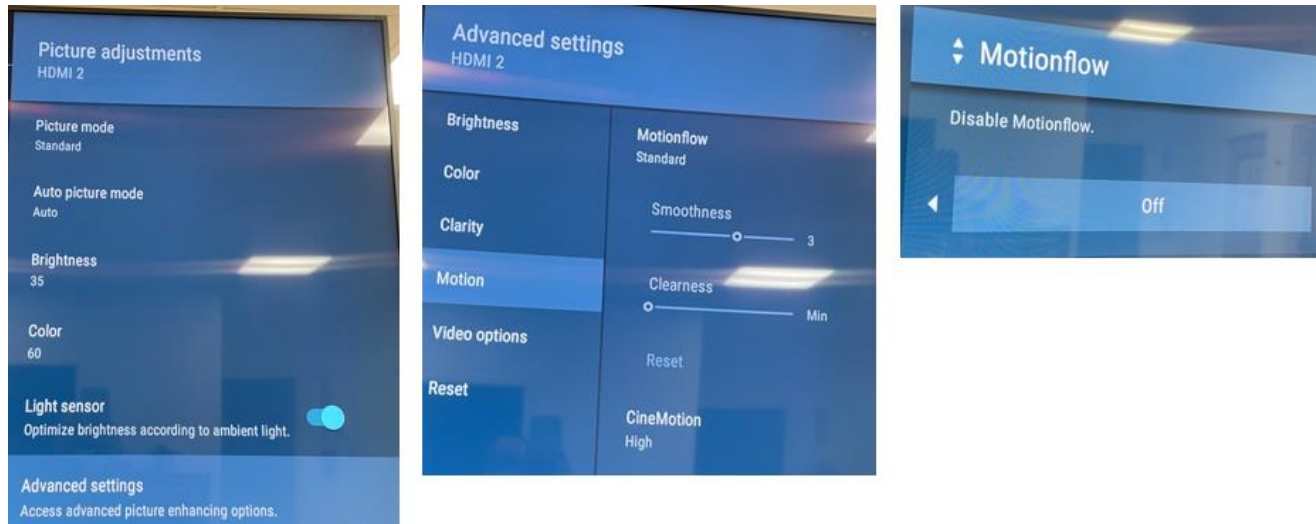 Picture adjustments
HDMI 2
Picture mode
Standard
Auto picture mode
Auto
Brightness
35
Color
60
Light sensor
Optimize brightness according to ambient light.
Advanced settings
Access advanced picture enhancing options.
Advanced settings
HDMI 2
Brightness
Color
Clarity
Motion
Video options
Reset
Motionflow
Standard
Smoothness
3
Clearness
Min
Reset
CineMotion
High
Motionflow
Disable Motionflow.
Off